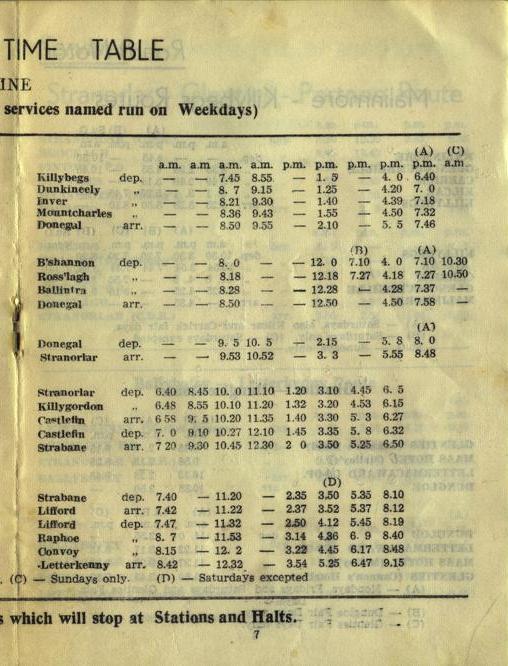 TIME TABLE
INE
services named run on Weekdays)
(A) (C)
a.m. a.m a.m. a.m. p.m. p.m. p.m. p.m. p.m. a.m
Killybegs dep. — — 7.45 8.55 — 1. 5 — 4. 0 6.40
Dunkineely „ — — 8. 7 9.15 1.25 — 4.20 7. 0
Inver „ — — 8.21 9.30 — 1.40 — 4.39 7.18
Mountcharles „ — — 8.36 9.43 — 1.55 — 4.50 7.32
Donegal arr. — — 8.50 9.55 — 2.10 — 5. 5 7.46
(B) (A)
B'shannon dep. — — 8. 0 — —12. 0 7.10 4. 0 7.10 10.30
Ross'lagh „ — — 8.18 — —12.18 7.27 4.18 7.27 10.50
Ballintra „ — — 8.28 — —12.28 — 4.28 7.37 —
Donegal arr. — — 8.50 — —12.50 — 4.50 7.58 —
(A)
Donegal dep. — — 9. 5 10. 5 — 2.15 — 5. 8 8. 0
Stranorlar arr. — — 9.53 10.52 — 3. 3 — 5.55 8.48
Stranorlar dep. 6.40 8.45 10. 0 11.10 1.20 3.10 4.45 6. 5
Killygordon „ 6.48 8.55 10.10 11.20 1.32 3.20 4.53 6.15
Castlefin arr. 6 58 9. 5 10.20 11.35 1.40 3.30 5. 3 6.27
Castlefin dep. 7. 0 9.10 10.27 12.10 1.45 3.35 5. 8 6.32
Strabane arr. 7 20 9.30 10.45 12.30 2 0 3.50 5.25 6.50
(D)
Strabane dep. 7.40 — 11.20 — 2.35 3.50 5.35 8.10
Lifford arr. 7.42 — 11.22 — 2.37 3.52 5.37 8.12
Lifford dep. 7.47 — 11.32 — 2.50 4.12 5.45 8.19
Raphoe „ 8. 7 — 11.53 — 3.14 4.36 6. 9 8.40
Convoy „ 8.15 — 12. 2 — 3.22 4.45 6.17 8.48
-Letterkenny arr. 8.42 — 12.32 — 3.54 5.25 6.47 9.15
. (C) — Sundays only. (D) — Saturdays excepted
s which will stop at Stations and Halts.
7